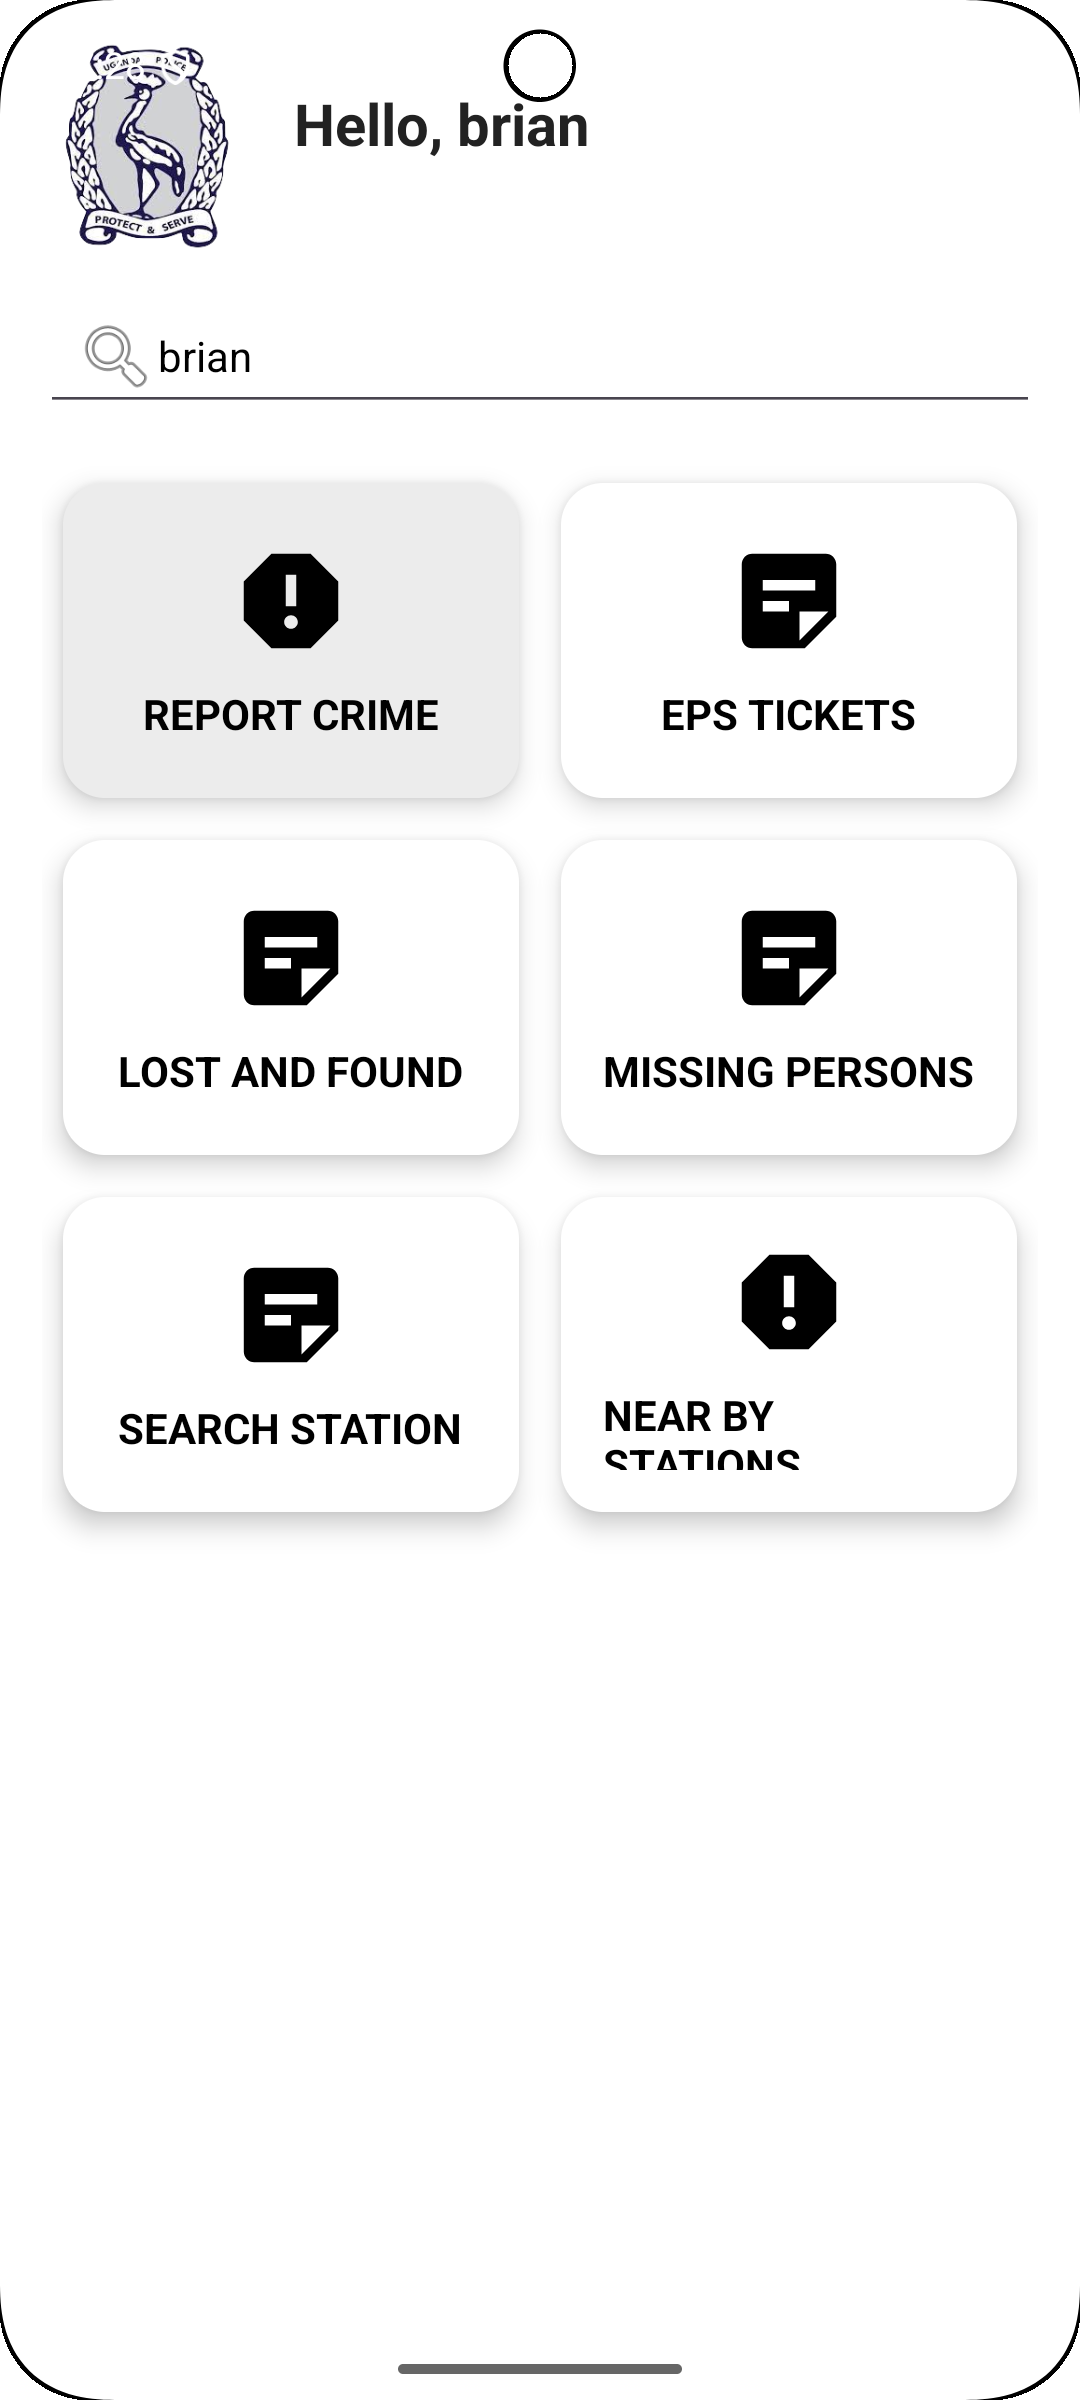 UGANDA POLICE
Hello, brian
PROTECT & SERVE
brian
REPORT CRIME
EPS TICKETS
LOST AND FOUND
MISSING PERSONS
SEARCH STATION
NEAR BY
STATIONS